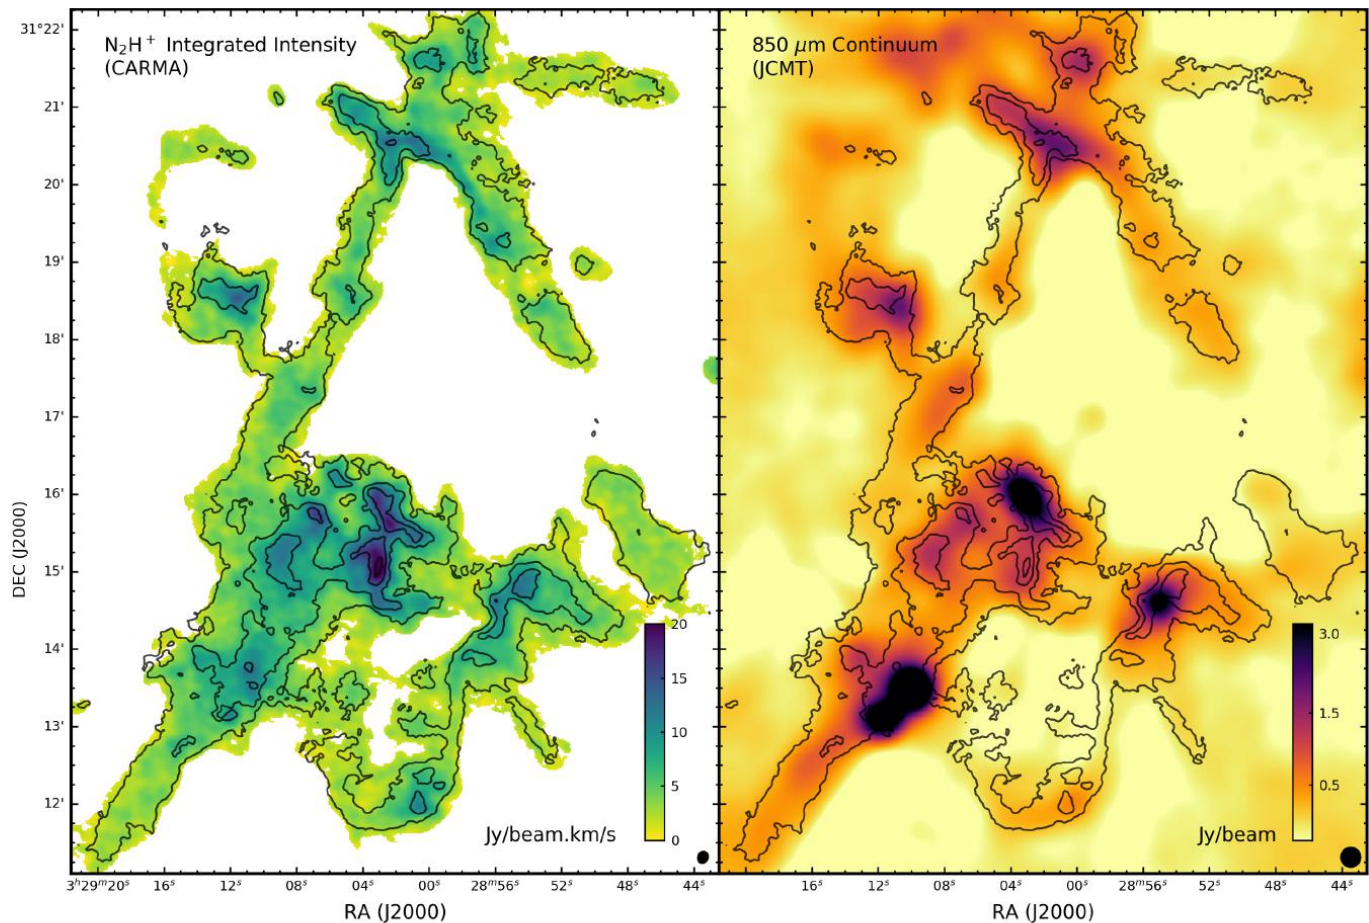 N₂H⁺ Integrated Intensity
(CARMA)
850 μm Continuum
(JCMT)
31°22'
21'
20'
19'
18'
17'
16'
15'
14'
13'
12'
DEC (J2000)
20
15
10
5
0
Jy/beam.km/s
3.0
1.5
0.5
Jy/beam
3ʰ29ᵐ20ˢ
16ˢ
12ˢ
08ˢ
04ˢ
00ˢ
28ᵐ56ˢ
52ˢ
48ˢ
44ˢ
16ˢ
12ˢ
08ˢ
04ˢ
00ˢ
28ᵐ56ˢ
52ˢ
48ˢ
44ˢ
RA (J2000)
RA (J2000)